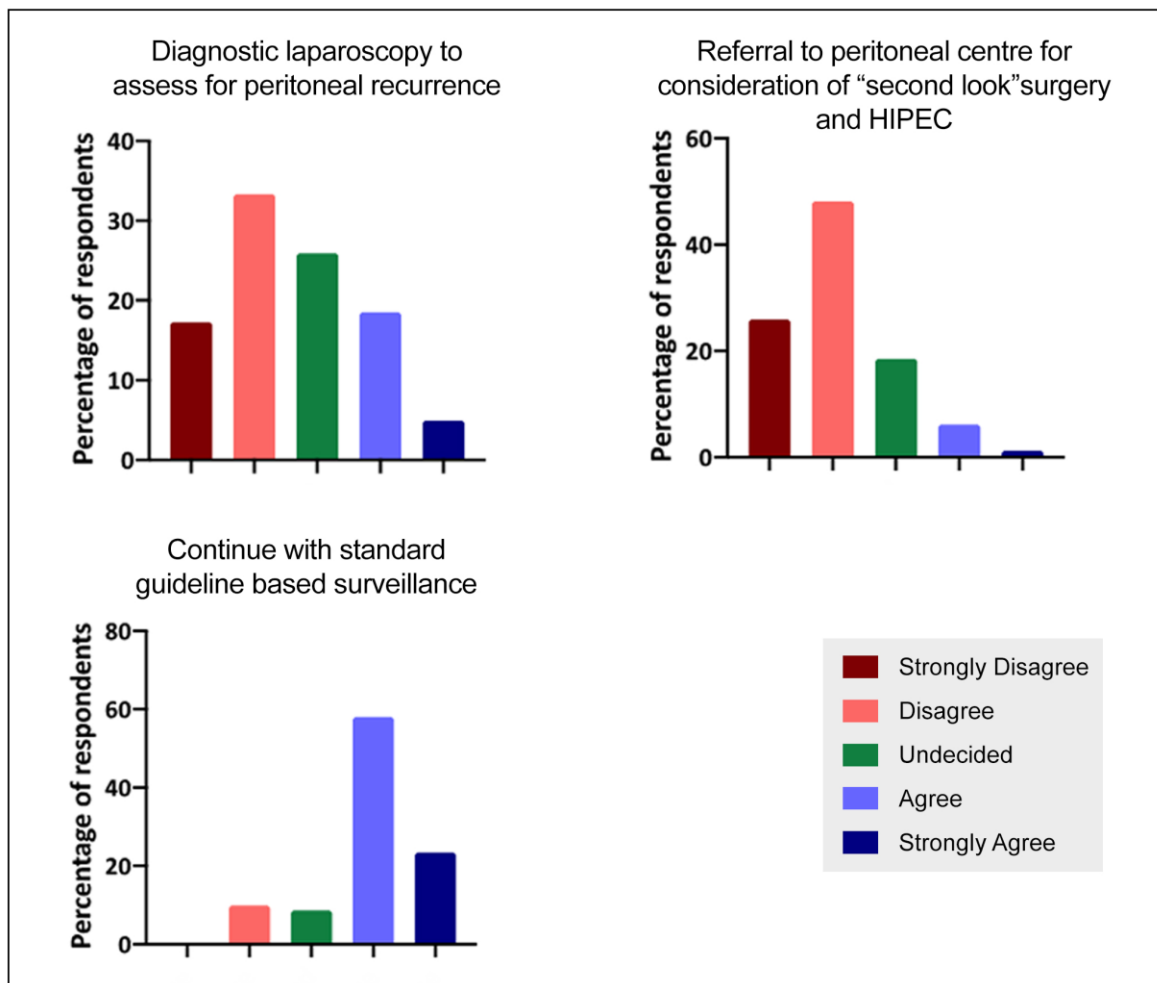 Diagnostic laparoscopy to
assess for peritoneal recurrence
Percentage of respondents
40
30
20
10
0
Referral to peritoneal centre for
consideration of “second look”surgery
and HIPEC
Percentage of respondents
60
40
20
0
Continue with standard
guideline based surveillance
Percentage of respondents
80
60
40
20
0
Strongly Disagree
Disagree
Undecided
Agree
Strongly Agree